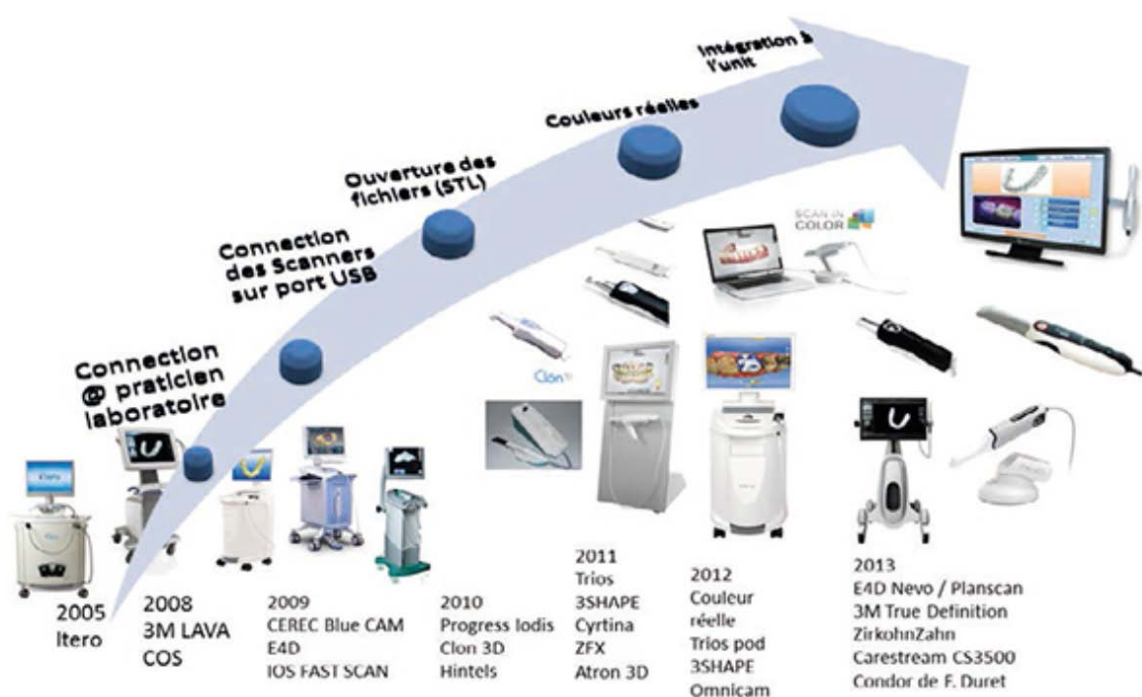 Intégration à
l'unit
Couleurs réelles
Ouverture des
fichiers (STL)
Connection
des Scanners
sur port USB
Connection
@ praticien
laboratoire
SCAN IN
COLOR
2005
Itero
2008
3M LAVA
COS
2009
CEREC Blue CAM
E4D
IOS FAST SCAN
2010
Progress Iodis
Clon 3D
Hintels
2011
Trios
3SHAPE
Cyrtina
ZFX
Atron 3D
2012
Couleur
réelle
Trios pod
3SHAPE
Omnicam
2013
E4D Nevo / Planscan
3M True Definition
ZirkohnZahn
Carestream CS3500
Condor de F. Duret